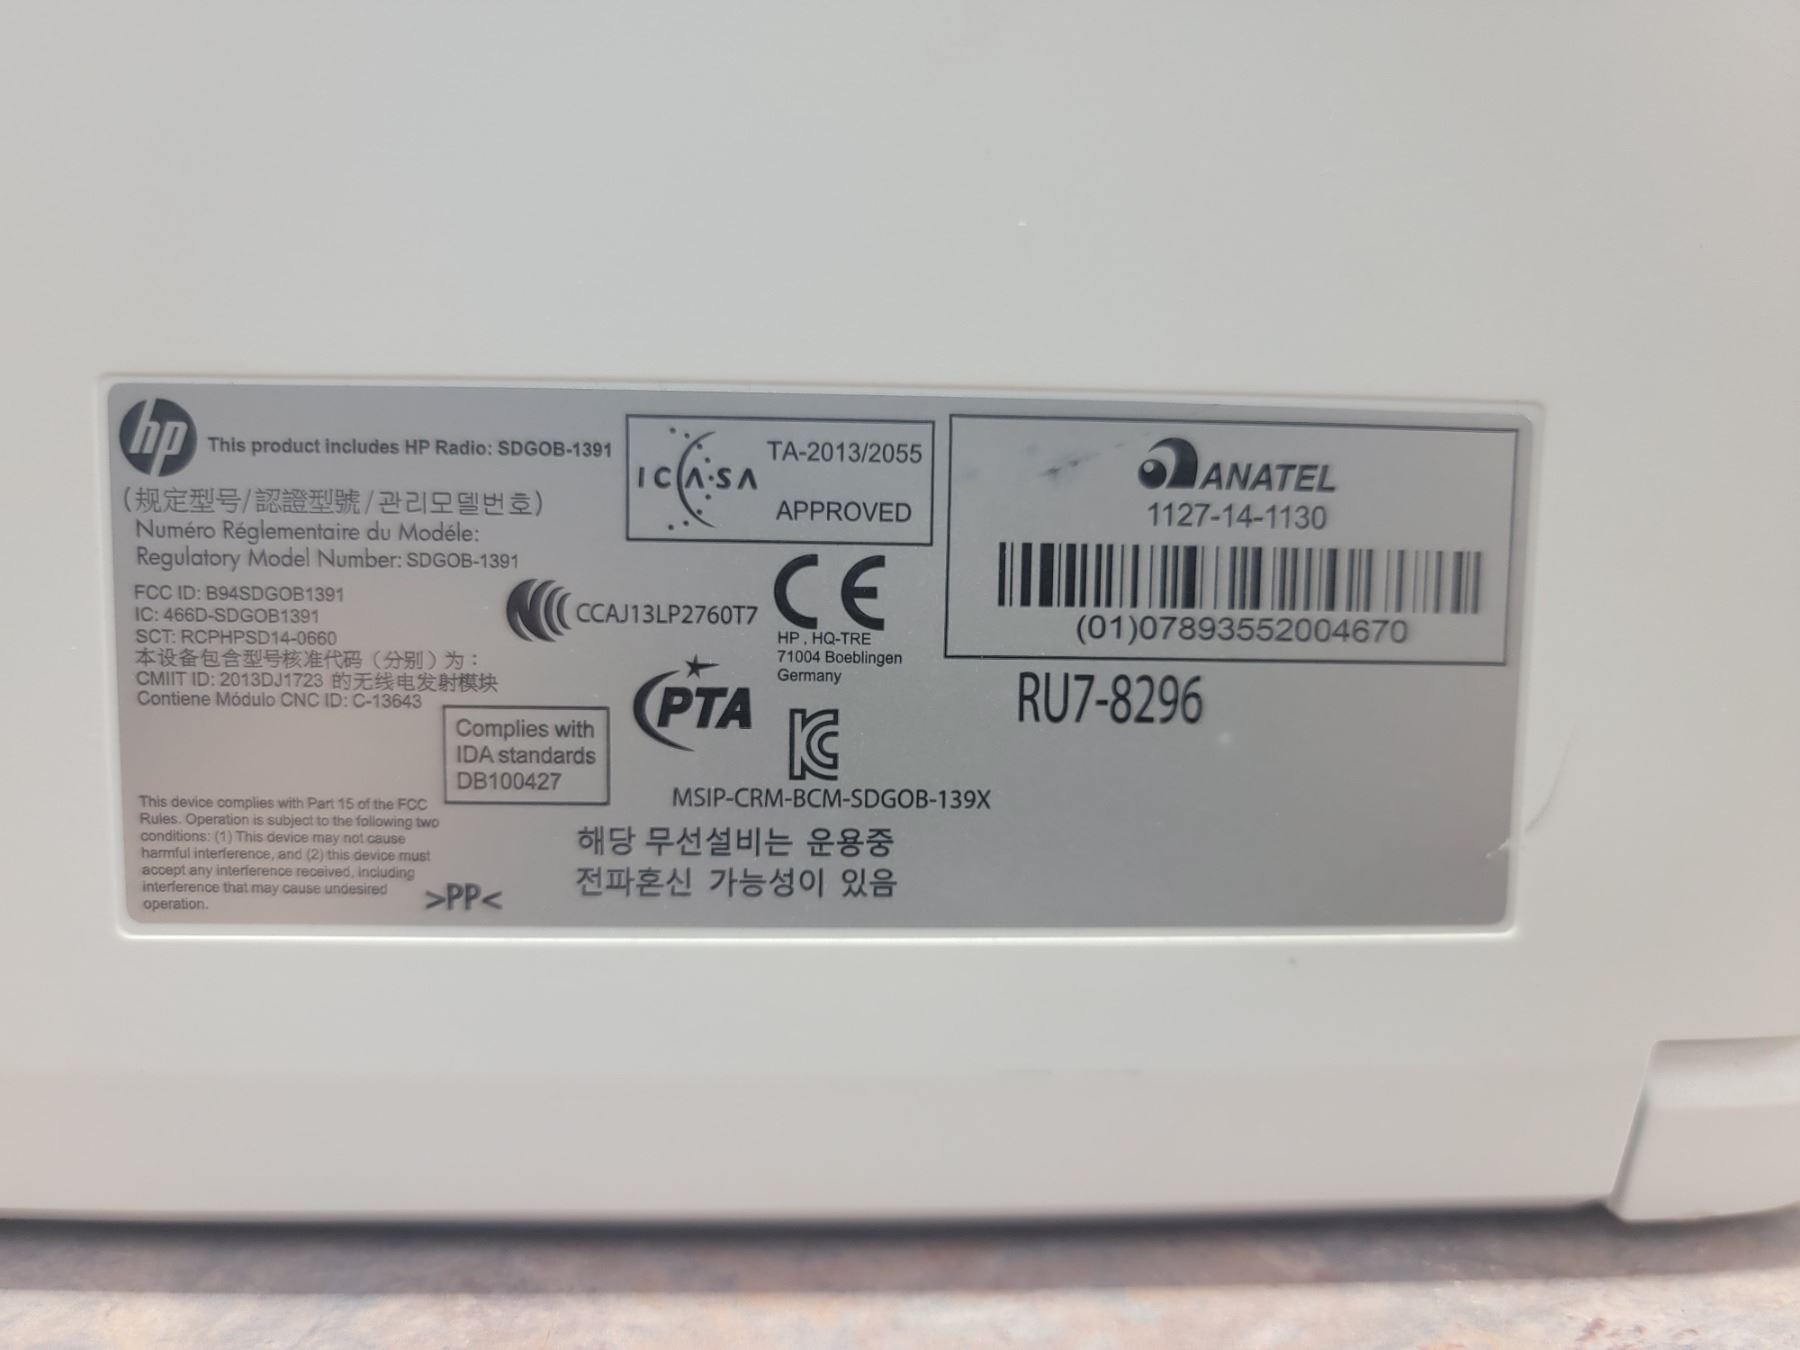 hp
This product includes HP Radio: SDGOB-1391
(规定型号/認證型號/관리모델번호)
Numéro Réglementaire du Modéle:
Regulatory Model Number: SDGOB-1391
FCC ID: B94SDGOB1391
IC: 466D-SDGOB1391
SCT: RCPHPSD14-0660
本设备包含型号核准代码（分别）为：
CMIIT ID: 2013DJ1723 的无线电发射模块
Contiene Módulo CNC ID: C-13643
Complies with
IDA standards
DB100427
This device complies with Part 15 of the FCC
Rules. Operation is subject to the following two
conditions: (1) This device may not cause
harmful interference, and (2) this device must
accept any interference received, including
interference that may cause undesired
operation.
>PP<
ICASA
TA-2013/2055
APPROVED
CCAJ13LP2760T7
CE
HP , HQ-TRE
71004 Boeblingen
Germany
PTA
KC
MSIP-CRM-BCM-SDGOB-139X
해당 무선설비는 운용중
전파혼신 가능성이 있음
ANATEL
1127-14-1130
(01)07893552004670
RU7-8296